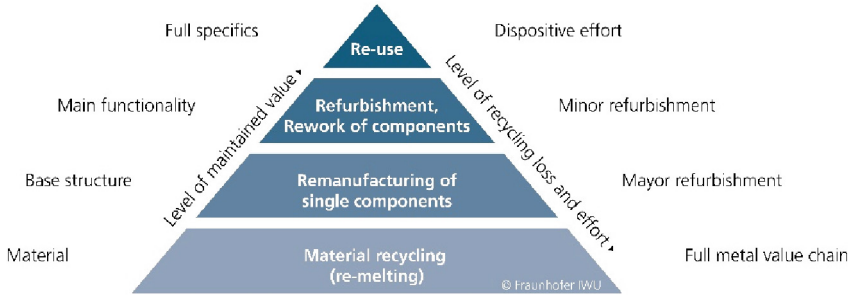 Full specifics
Re-use
Dispositive effort
Level of maintained value
Level of recycling loss and effort
Main functionality
Refurbishment,
Rework of components
Minor refurbishment
Base structure
Remanufacturing of
single components
Mayor refurbishment
Material
Material recycling
(re-melting)
Full metal value chain
© Fraunhofer IWU